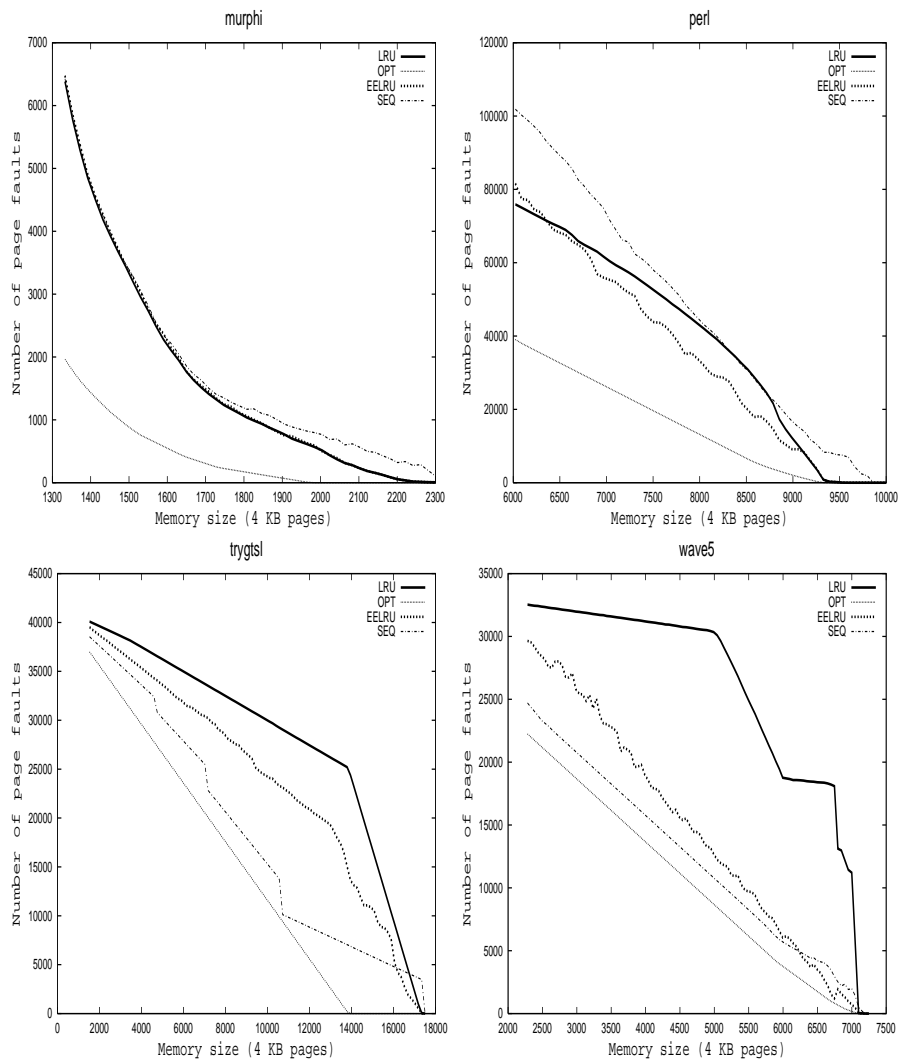 murphi
7000
6000
5000
4000
3000
2000
1000
0
Number of page faults
LRU
OPT
EELRU
SEQ
1300 1400 1500 1600 1700 1800 1900 2000 2100 2200 2300
Memory size (4 KB pages)
perl
120000
100000
80000
60000
40000
20000
0
Number of page faults
LRU
OPT
EELRU
SEQ
6000 6500 7000 7500 8000 8500 9000 9500 10000
Memory size (4 KB pages)
trygtsl
45000
40000
35000
30000
25000
20000
15000
10000
5000
0
Number of page faults
LRU
OPT
EELRU
SEQ
0 2000 4000 6000 8000 10000 12000 14000 16000 18000
Memory size (4 KB pages)
wave5
35000
30000
25000
20000
15000
10000
5000
0
Number of page faults
LRU
OPT
EELRU
SEQ
2000 2500 3000 3500 4000 4500 5000 5500 6000 6500 7000 7500
Memory size (4 KB pages)